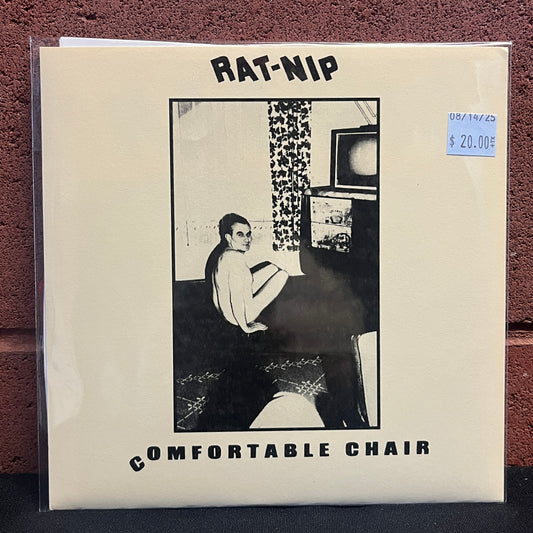 RAT-NIP
08/14/25
$ 20.00
COMFORTABLE CHAIR